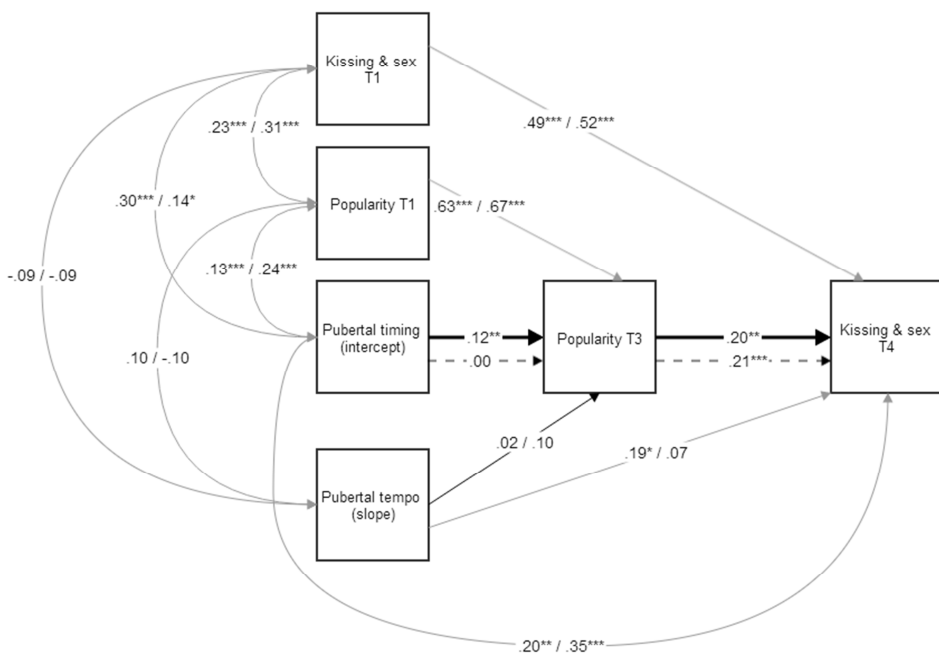 Kissing & sex
T1
.49*** / .52***
.23*** / .31***
.30*** / .14*
Popularity T1
.63*** / .67***
.13*** / .24***
-.09 / -.09
Pubertal timing
(intercept)
.12**
.00
Popularity T3
.20**
.21***
Kissing & sex
T4
.10 / -.10
.02 / .10
.19* / .07
Pubertal tempo
(slope)
.20** / .35***